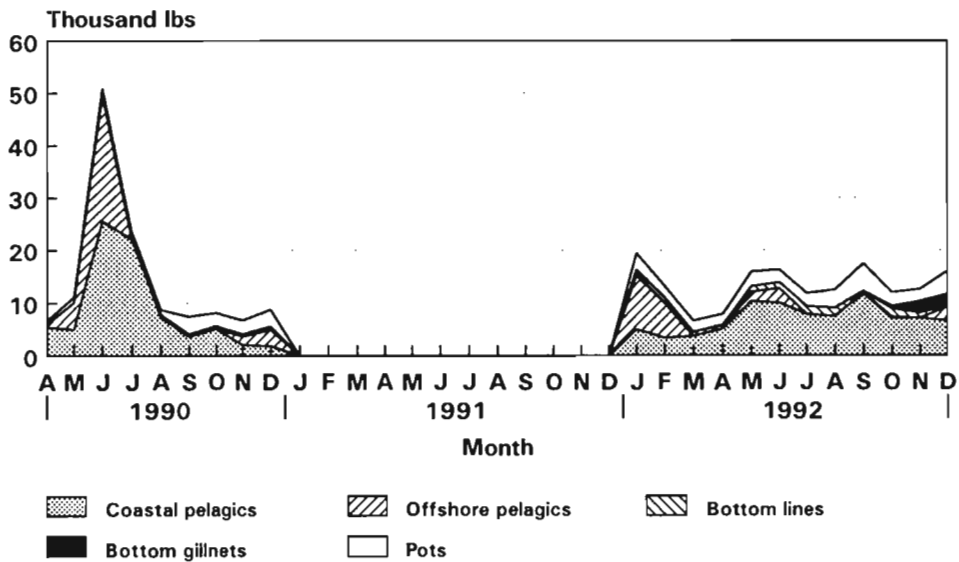 Thousand lbs
60
50
40
30
20
10
0
A M J J A S O N D J F M A M J J A S O N D J F M A M J J A S O N D
1990 1991 1992
Month
Coastal pelagics Offshore pelagics Bottom lines
Bottom gillnets Pots